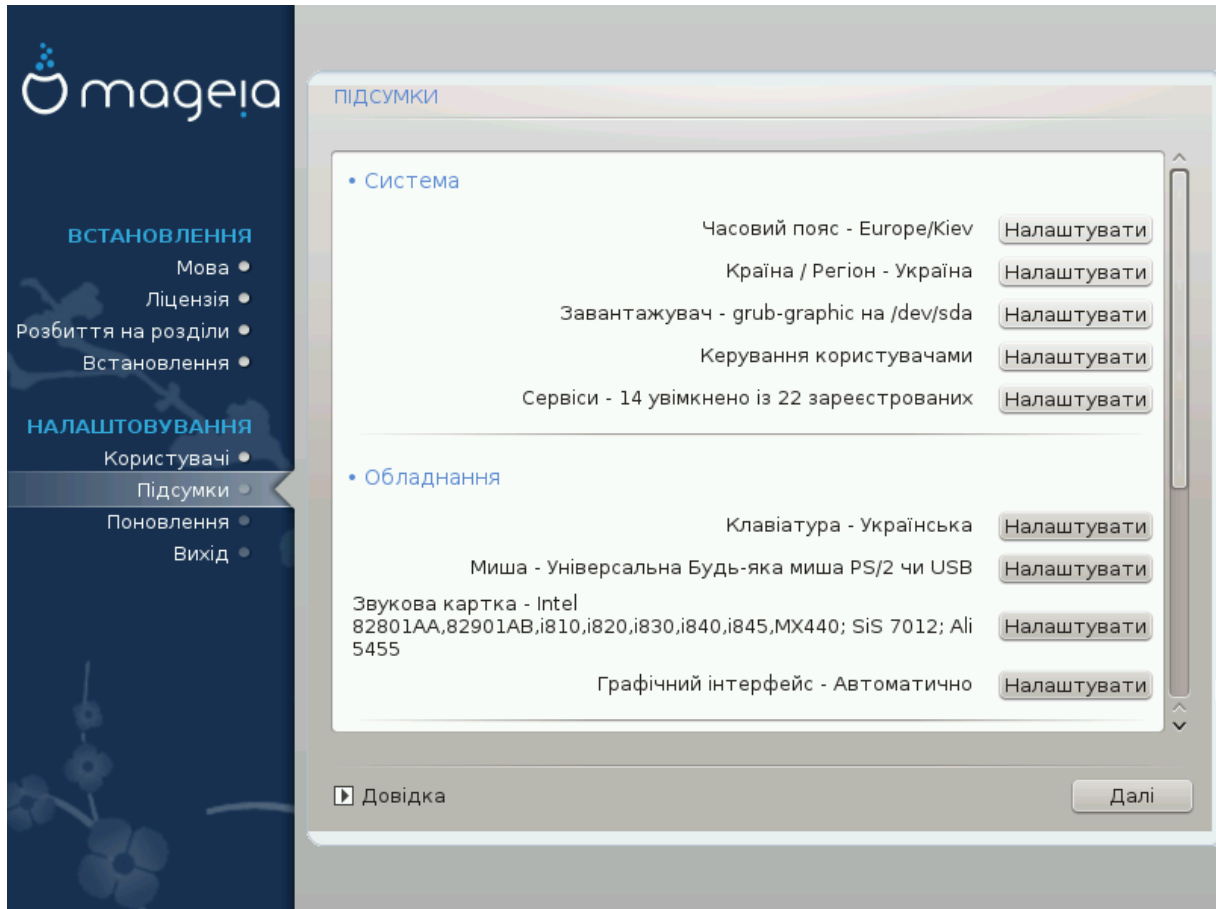 mageia
ВСТАНОВЛЕННЯ
Мова
Ліцензія
Розбиття на розділи
Встановлення
НАЛАШТОВУВАННЯ
Користувачі
Підсумки
Поновлення
Вихід
ПІДСУМКИ
• Система
Часовий пояс - Europe/Kiev Налаштувати
Країна / Регіон - Україна Налаштувати
Завантажувач - grub-graphic на /dev/sda Налаштувати
Керування користувачами Налаштувати
Сервіси - 14 увімкнено із 22 зареєстрованих Налаштувати
• Обладнання
Клавіатура - Українська Налаштувати
Миша - Універсальна Будь-яка миша PS/2 чи USB Налаштувати
Звукова картка - Intel
82801AA,82901AB,i810,i820,i830,i840,i845,MX440; SiS 7012; Ali Налаштувати
5455
Графічний інтерфейс - Автоматично Налаштувати
Довідка Далі